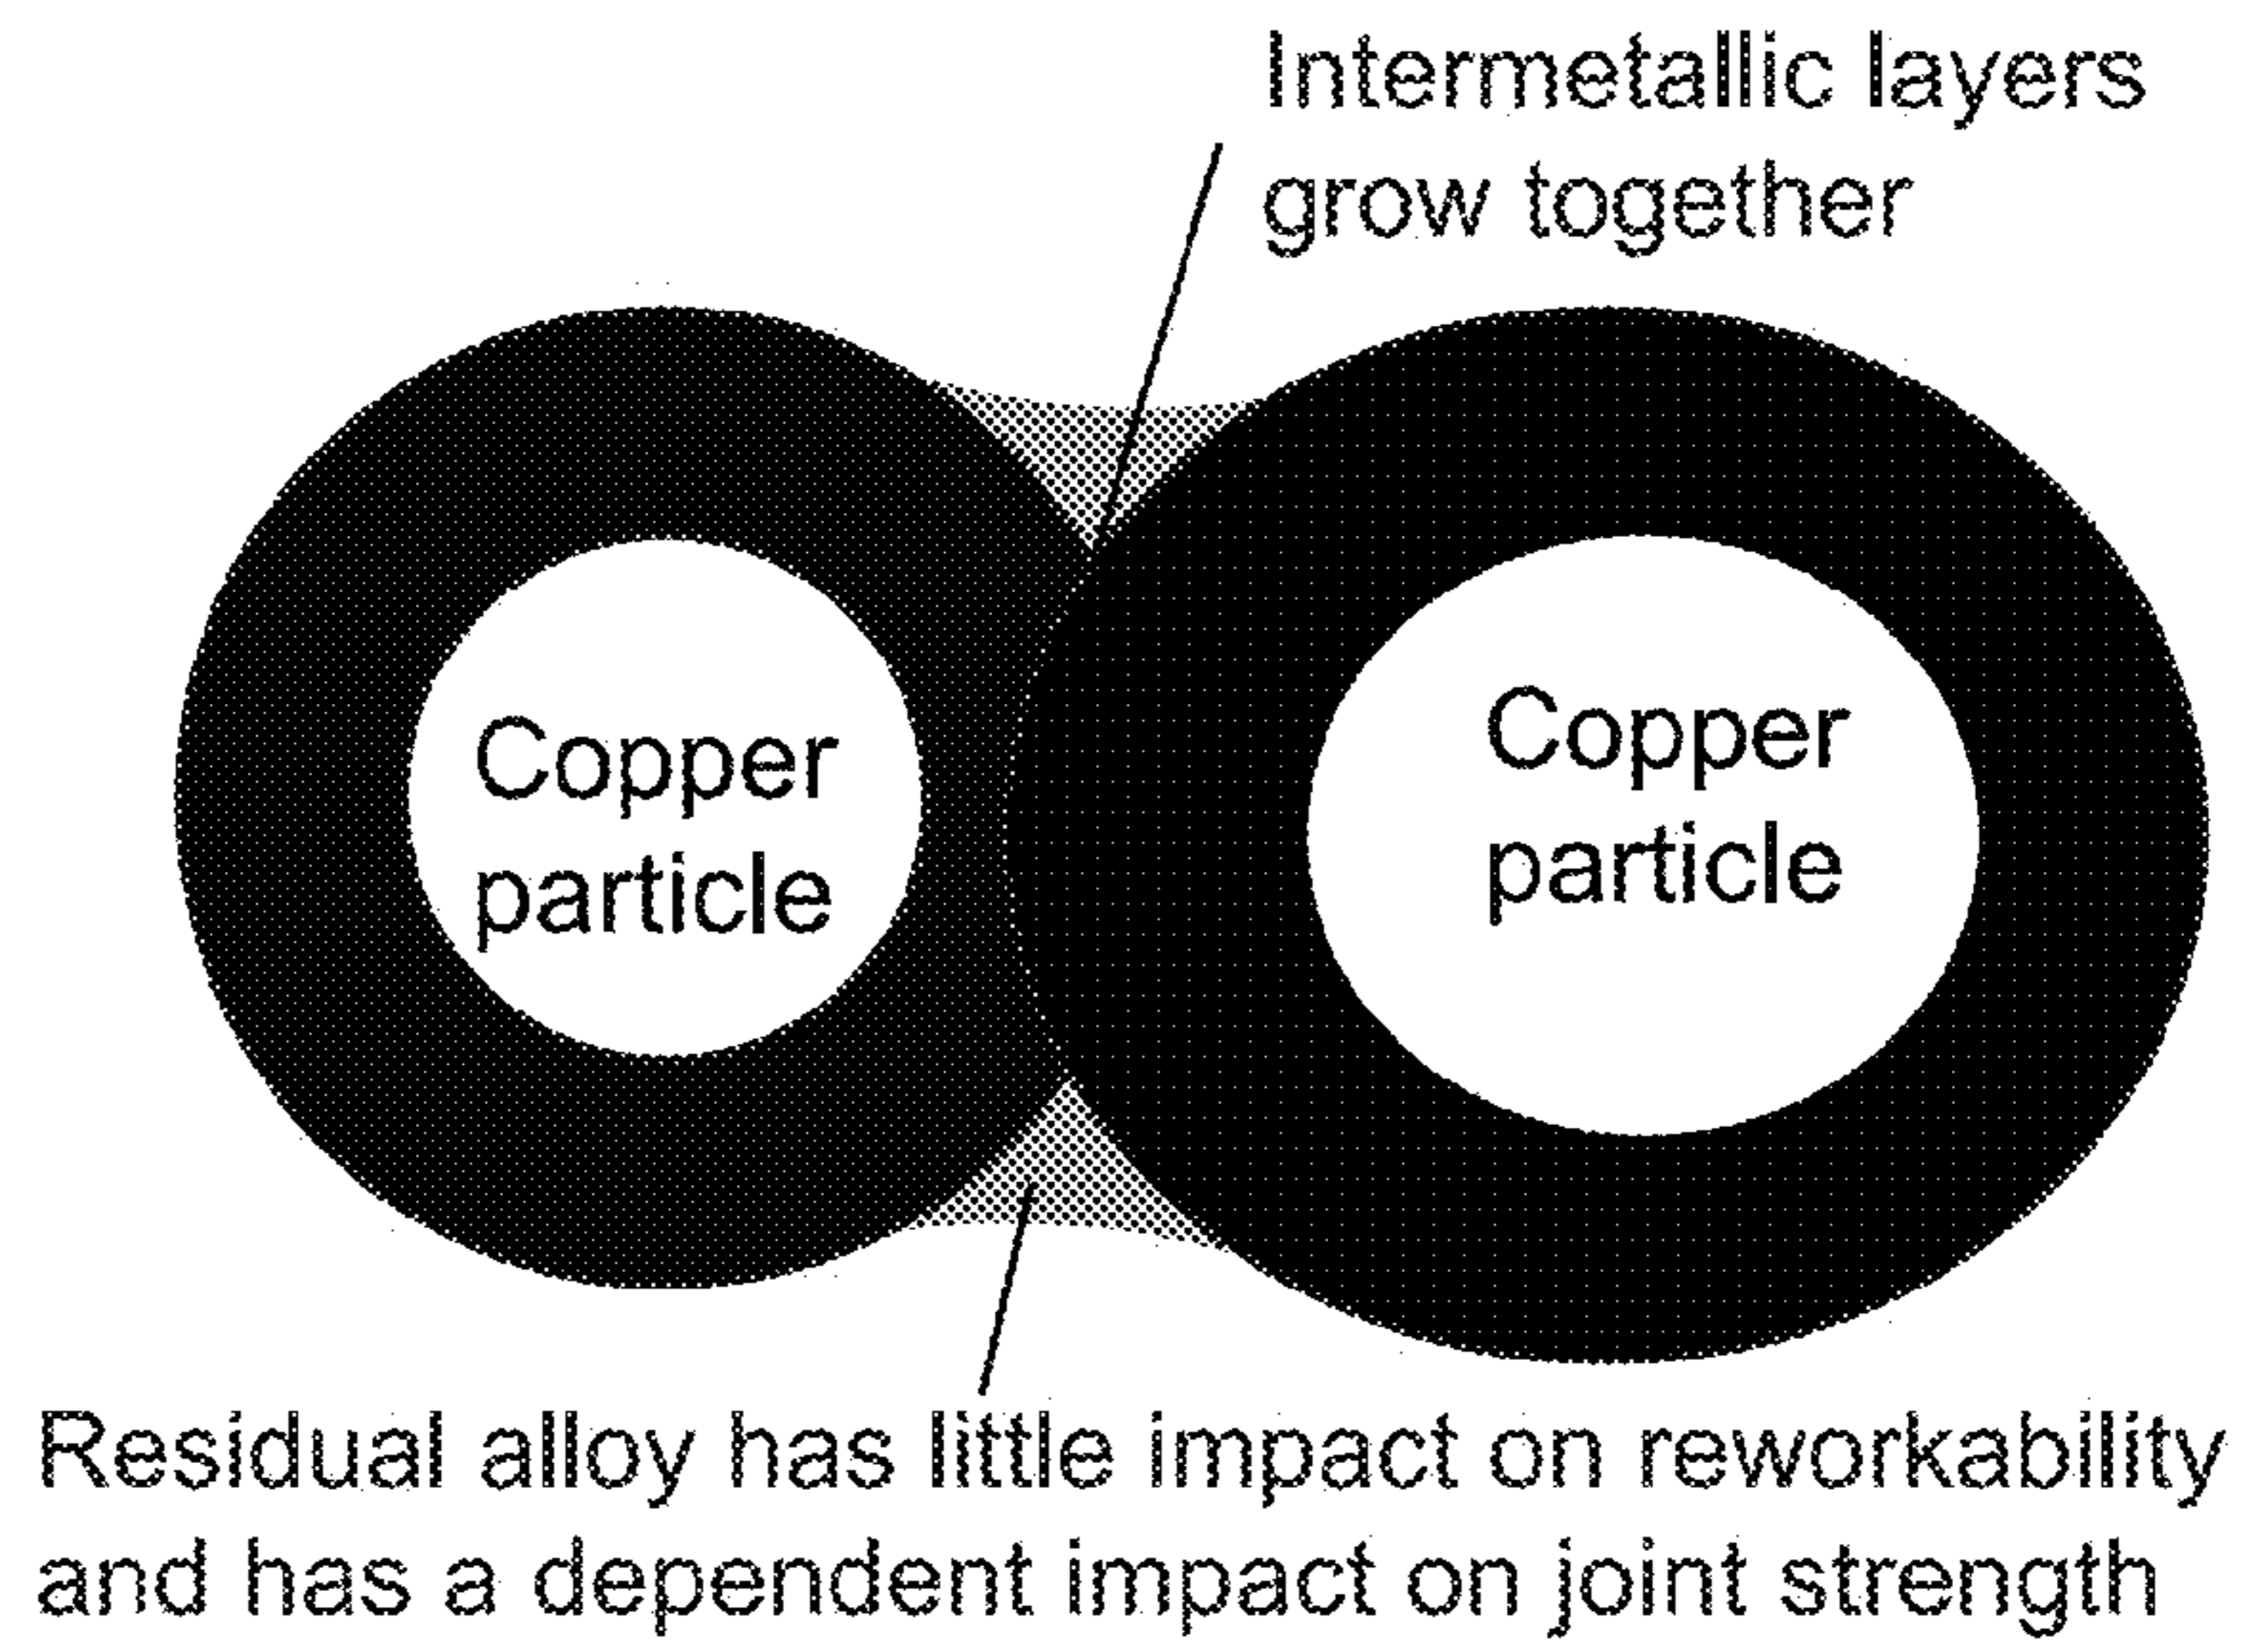 Intermetallic layers
grow together
Copper
particle
Copper
particle
Residual alloy has little impact on reworkability
and has a dependent impact on joint strength